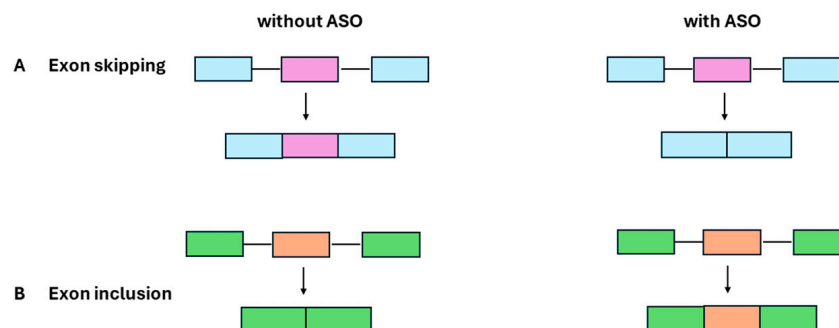 without ASO
with ASO
A Exon skipping
B Exon inclusion